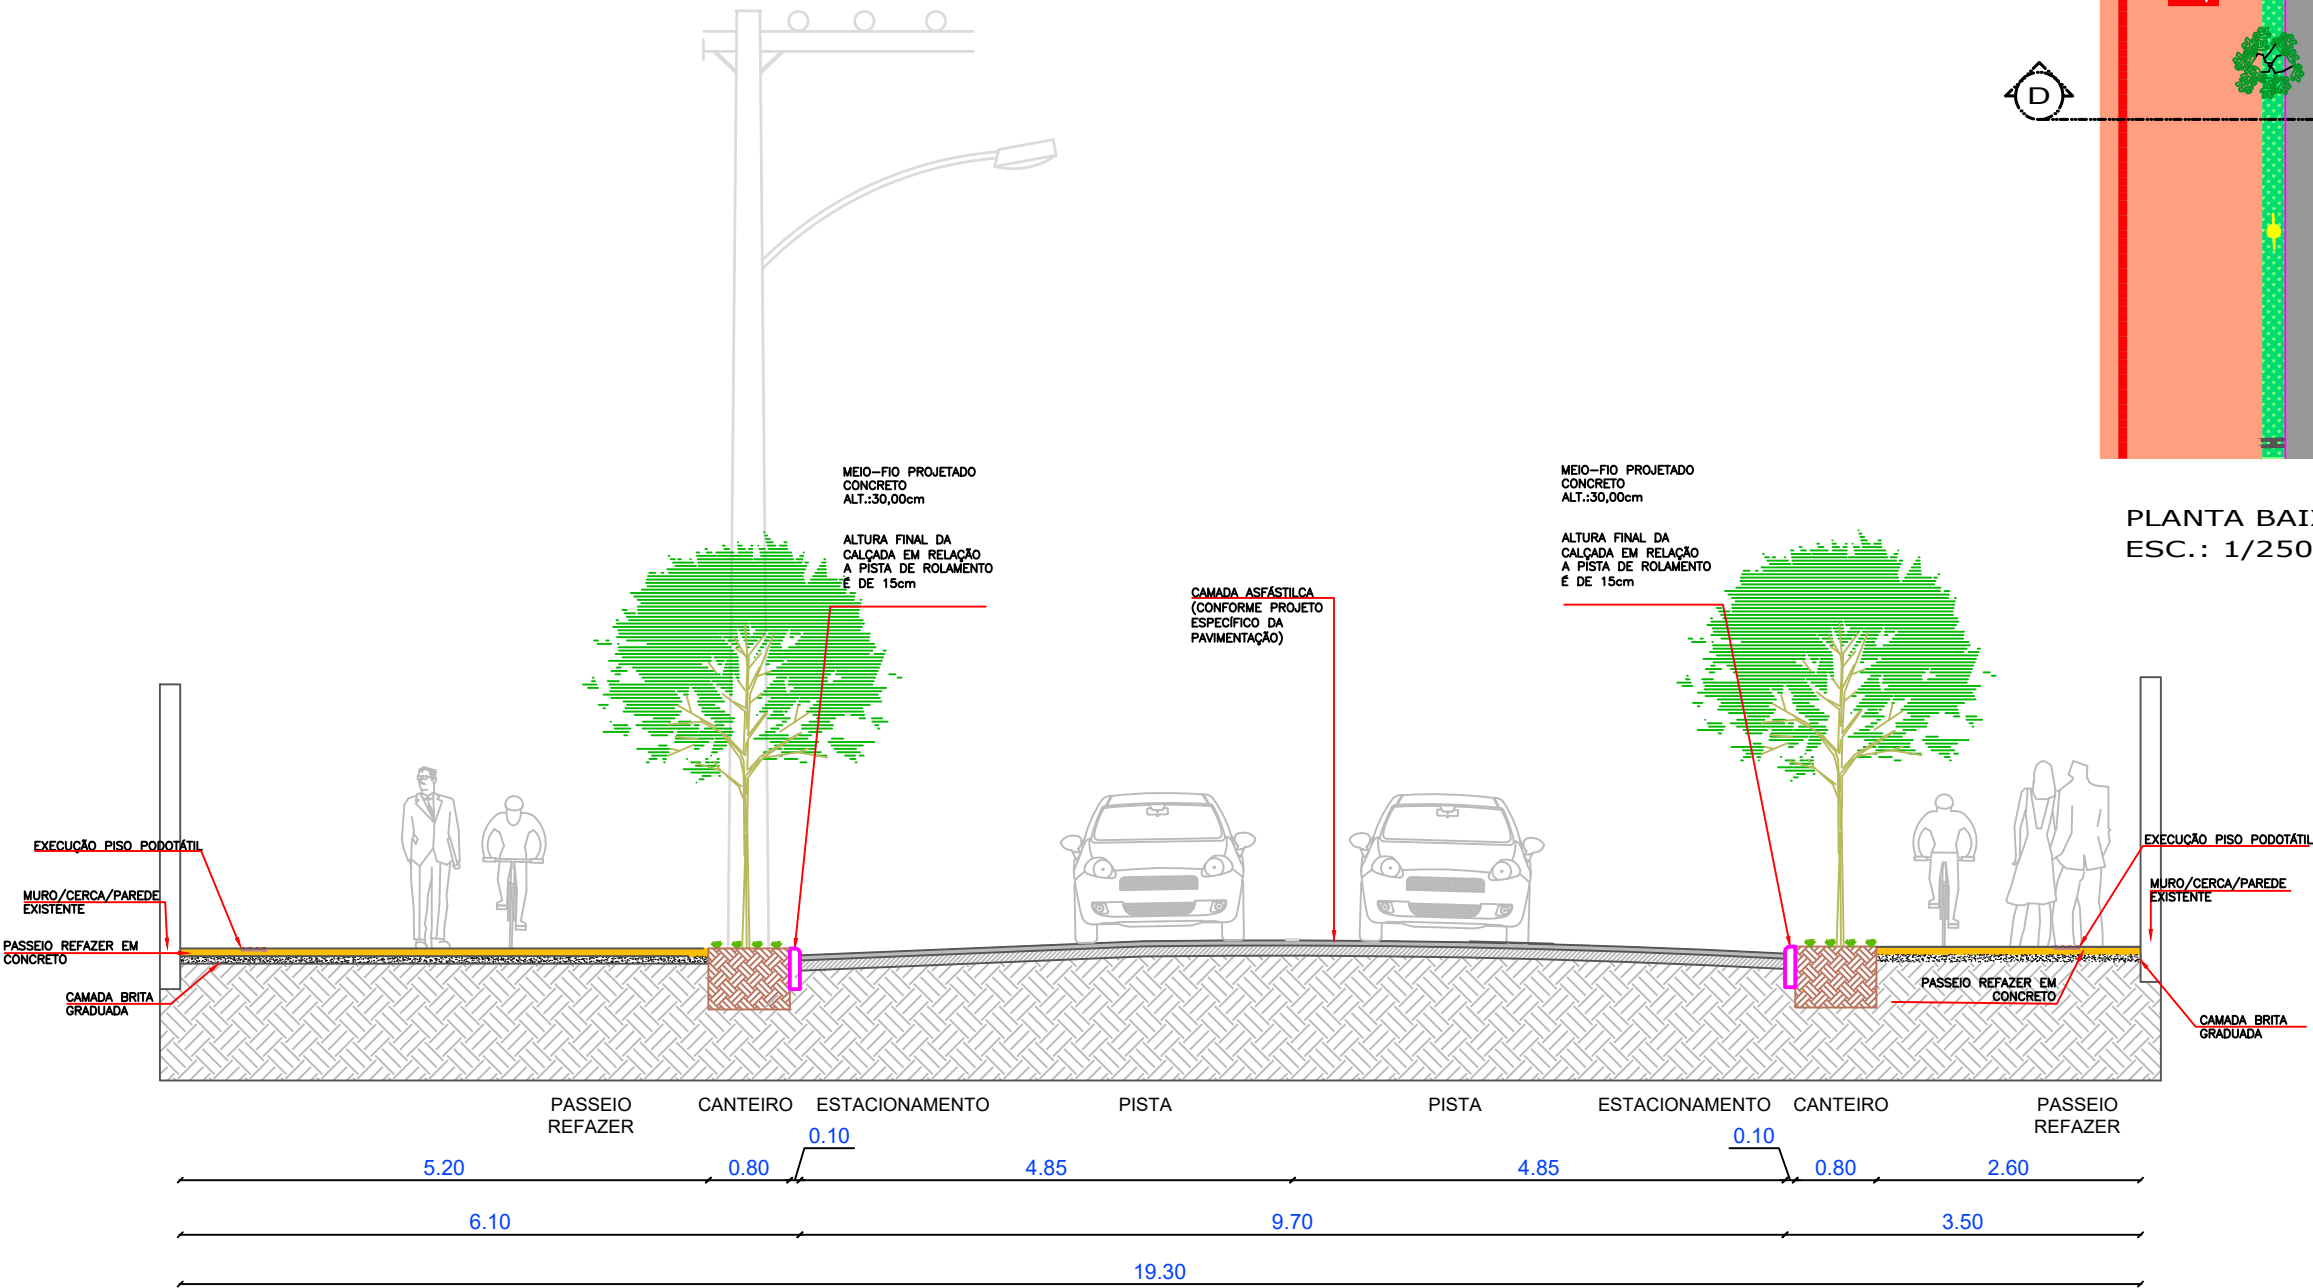 D
PLANTA BAI
ESC.: 1/250
MEIO-FIO PROJETADO
CONCRETO
ALT.:30,00cm
ALTURA FINAL DA
CALÇADA EM RELAÇÃO
A PISTA DE ROLAMENTO
É DE 15cm
CAMADA ASFÁSTILCA
(CONFORME PROJETO
ESPECÍFICO DA
PAVIMENTAÇÃO)
MEIO-FIO PROJETADO
CONCRETO
ALT.:30,00cm
ALTURA FINAL DA
CALÇADA EM RELAÇÃO
A PISTA DE ROLAMENTO
É DE 15cm
EXECUÇÃO PISO PODOTÁTIL
MURO/CERCA/PAREDE
EXISTENTE
PASSEIO REFAZER EM
CONCRETO
CAMADA BRITA
GRADUADA
EXECUÇÃO PISO PODOTÁTIL
MURO/CERCA/PAREDE
EXISTENTE
PASSEIO REFAZER EM
CONCRETO
CAMADA BRITA
GRADUADA
PASSEIO
REFAZER
CANTEIRO
ESTACIONAMENTO
PISTA
PISTA
ESTACIONAMENTO
CANTEIRO
PASSEIO
REFAZER
0.10
0.10
5.20
0.80
4.85
4.85
0.80
2.60
6.10
9.70
3.50
19.30